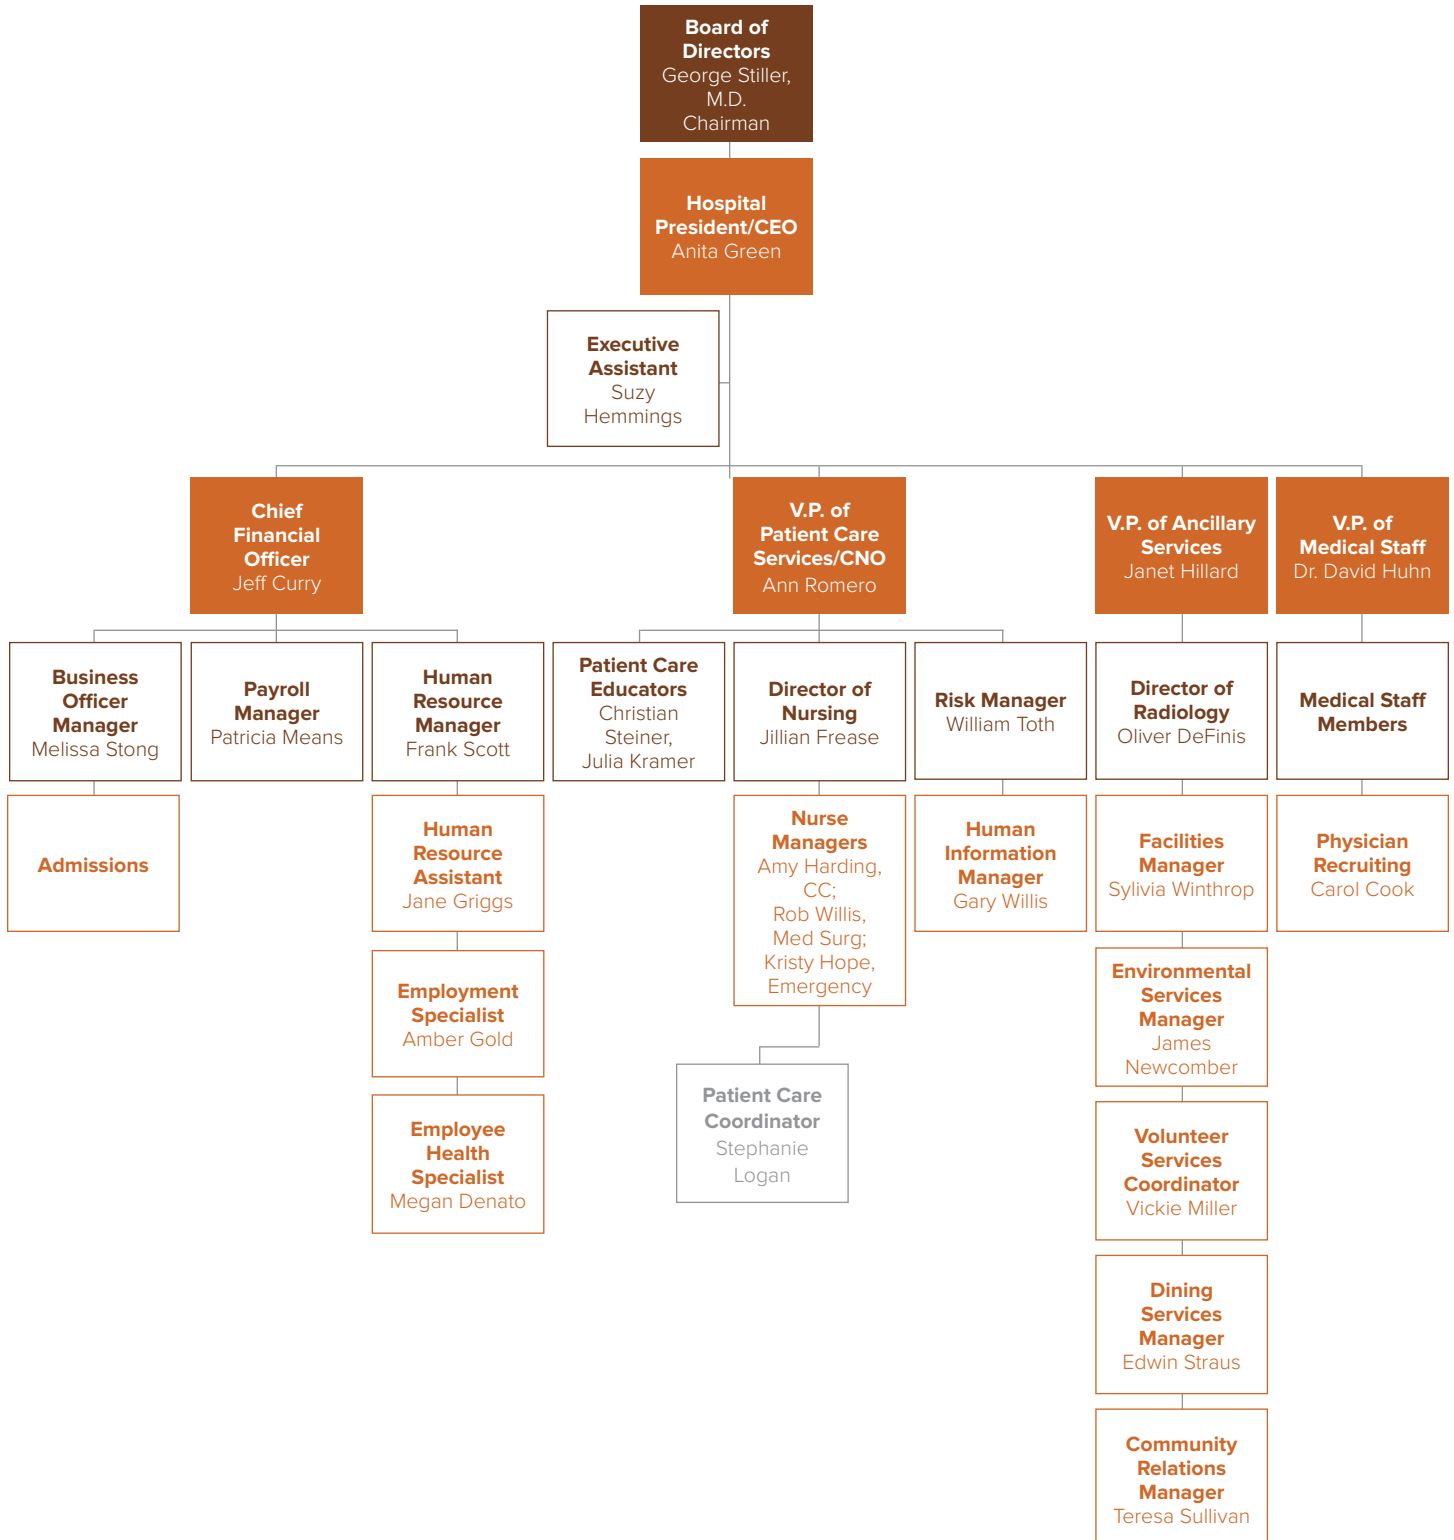 Board of
Directors
George Stiller,
M.D.
Chairman
Hospital
President/CEO
Anita Green
Executive
Assistant
Suzy
Hemmings
Chief
Financial
Officer
Jeff Curry
V.P. of
Patient Care
Services/CNO
Ann Romero
V.P. of Ancillary
Services
Janet Hillard
V.P. of
Medical Staff
Dr. David Huhn
Business
Officer
Manager
Melissa Stong
Payroll
Manager
Patricia Means
Human
Resource
Manager
Frank Scott
Patient Care
Educators
Christian
Steiner,
Julia Kramer
Director of
Nursing
Jillian Frease
Risk Manager
William Toth
Director of
Radiology
Oliver DeFinis
Medical Staff
Members
Admissions
Human
Resource
Assistant
Jane Griggs
Nurse
Managers
Amy Harding,
CC;
Rob Willis,
Med Surg;
Kristy Hope,
Emergency
Human
Information
Manager
Gary Willis
Facilities
Manager
Sylivia Winthrop
Physician
Recruiting
Carol Cook
Employment
Specialist
Amber Gold
Environmental
Services
Manager
James
Newcomber
Patient Care
Coordinator
Stephanie
Logan
Employee
Health
Specialist
Megan Denato
Volunteer
Services
Coordinator
Vickie Miller
Dining
Services
Manager
Edwin Straus
Community
Relations
Manager
Teresa Sullivan